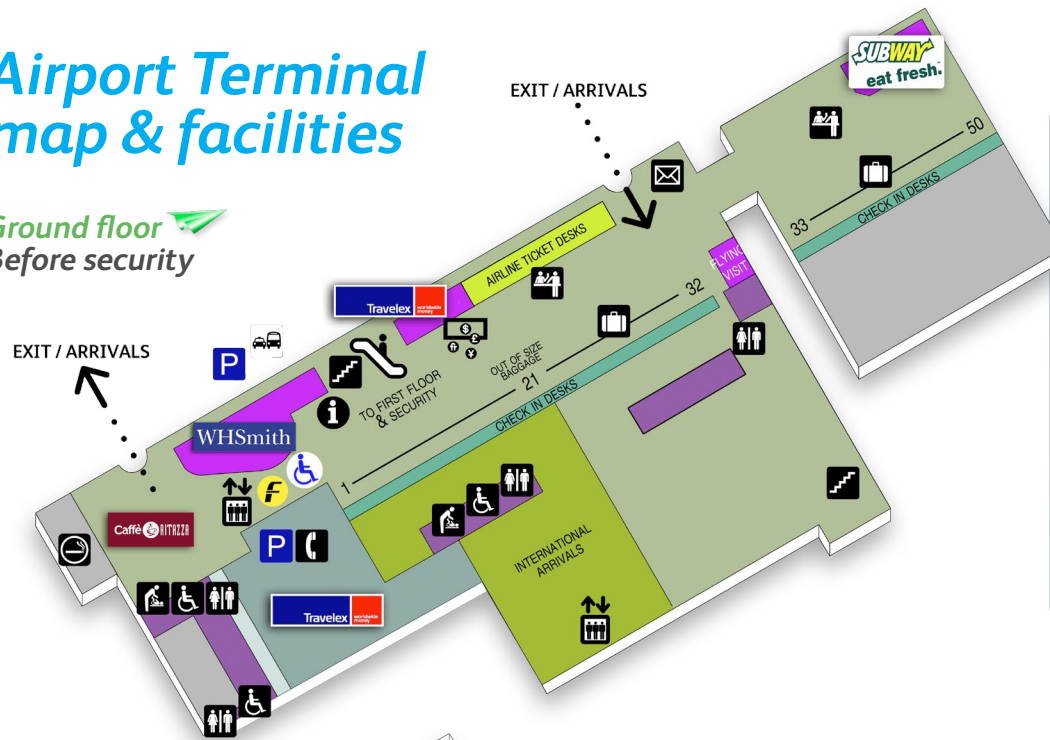 Airport Terminal
map & facilities
Ground floor
Before security
EXIT / ARRIVALS
SUBWAY
eat fresh.
50
33
CHECK IN DESKS
AIRLINE TICKET DESKS
FLYING
VISIT
32
Travelex worldwide money
$
£
¥
EXIT / ARRIVALS
P
i
TO FIRST FLOOR
& SECURITY
OUT OF SIZE
BAGGAGE
21
CHECK IN DESKS
1
WHSmith
F
Caffè RITAZZA
P
INTERNATIONAL
ARRIVALS
Travelex worldwide money